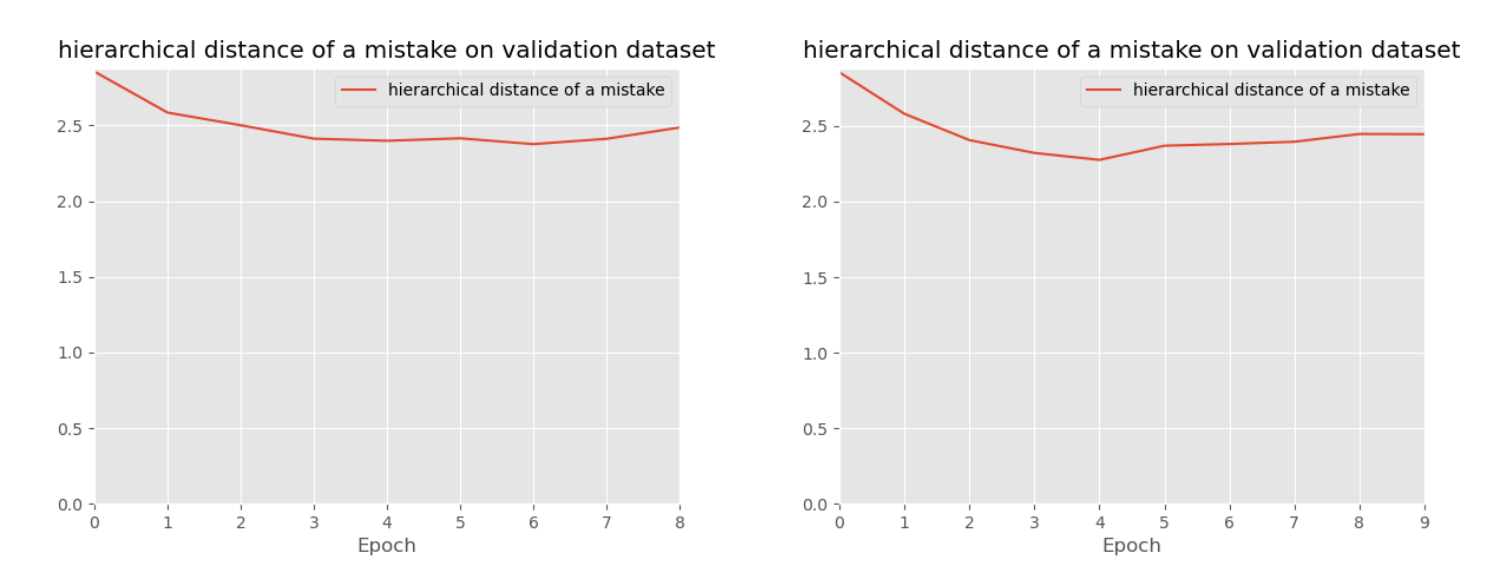 hierarchical distance of a mistake on validation dataset
hierarchical distance of a mistake
2.5
2.0
1.5
1.0
0.5
0.0
0 1 2 3 4 5 6 7 8
Epoch
hierarchical distance of a mistake on validation dataset
hierarchical distance of a mistake
2.5
2.0
1.5
1.0
0.5
0.0
0 1 2 3 4 5 6 7 8 9
Epoch